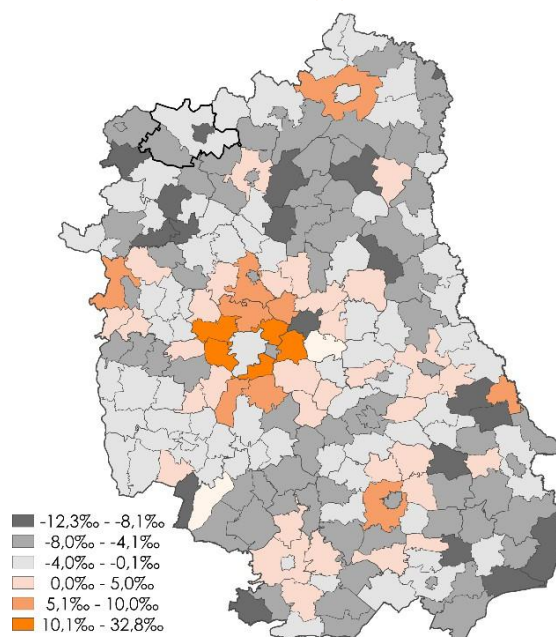 -12,3‰ - -8,1‰
-8,0‰ - -4,1‰
-4,0‰ - -0,1‰
0,0‰ - 5,0‰
5,1‰ - 10,0‰
10,1‰ - 32,8‰